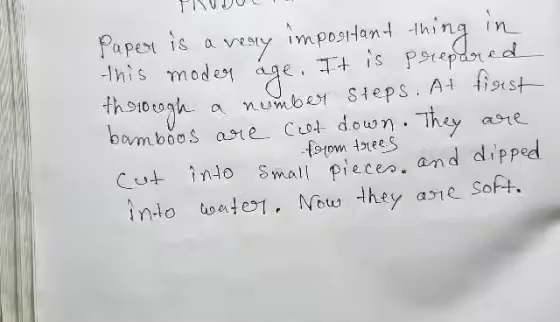 Paper is a very important thing in
this moder age. It is prepared
through a number steps. At first
bamboos are cut down. They are
from trees
cut into small pieces. and dipped
into water. Now they are soft.